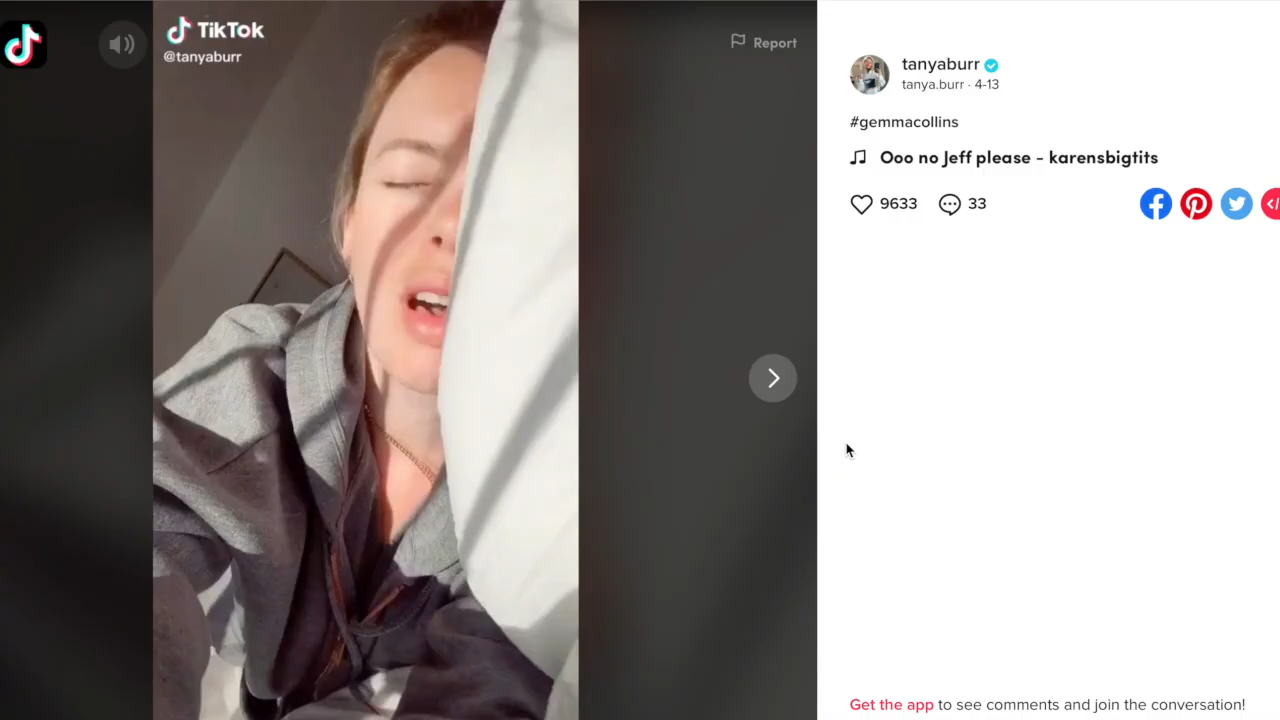 TikTok
@tanyaburr
Report
tanyaburr
tanya.burr · 4-13
#gemmacollins
Ooo no Jeff please - karensbigtits
9633 33
Get the app to see comments and join the conversation!